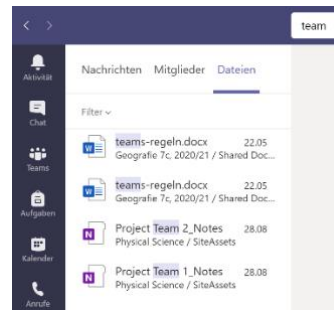 team
Aktivität
Chat
Teams
Aufgaben
Kalender
Anrufe
Nachrichten Mitglieder Dateien
Filter
teams-regeln.docx 22.05
Geografie 7c, 2020/21 / Shared Doc...
teams-regeln.docx 22.05
Geografie 7c, 2020/21 / Shared Doc...
Project Team 2_Notes 28.08
Physical Science / SiteAssets
Project Team 1_Notes 28.08
Physical Science / SiteAssets